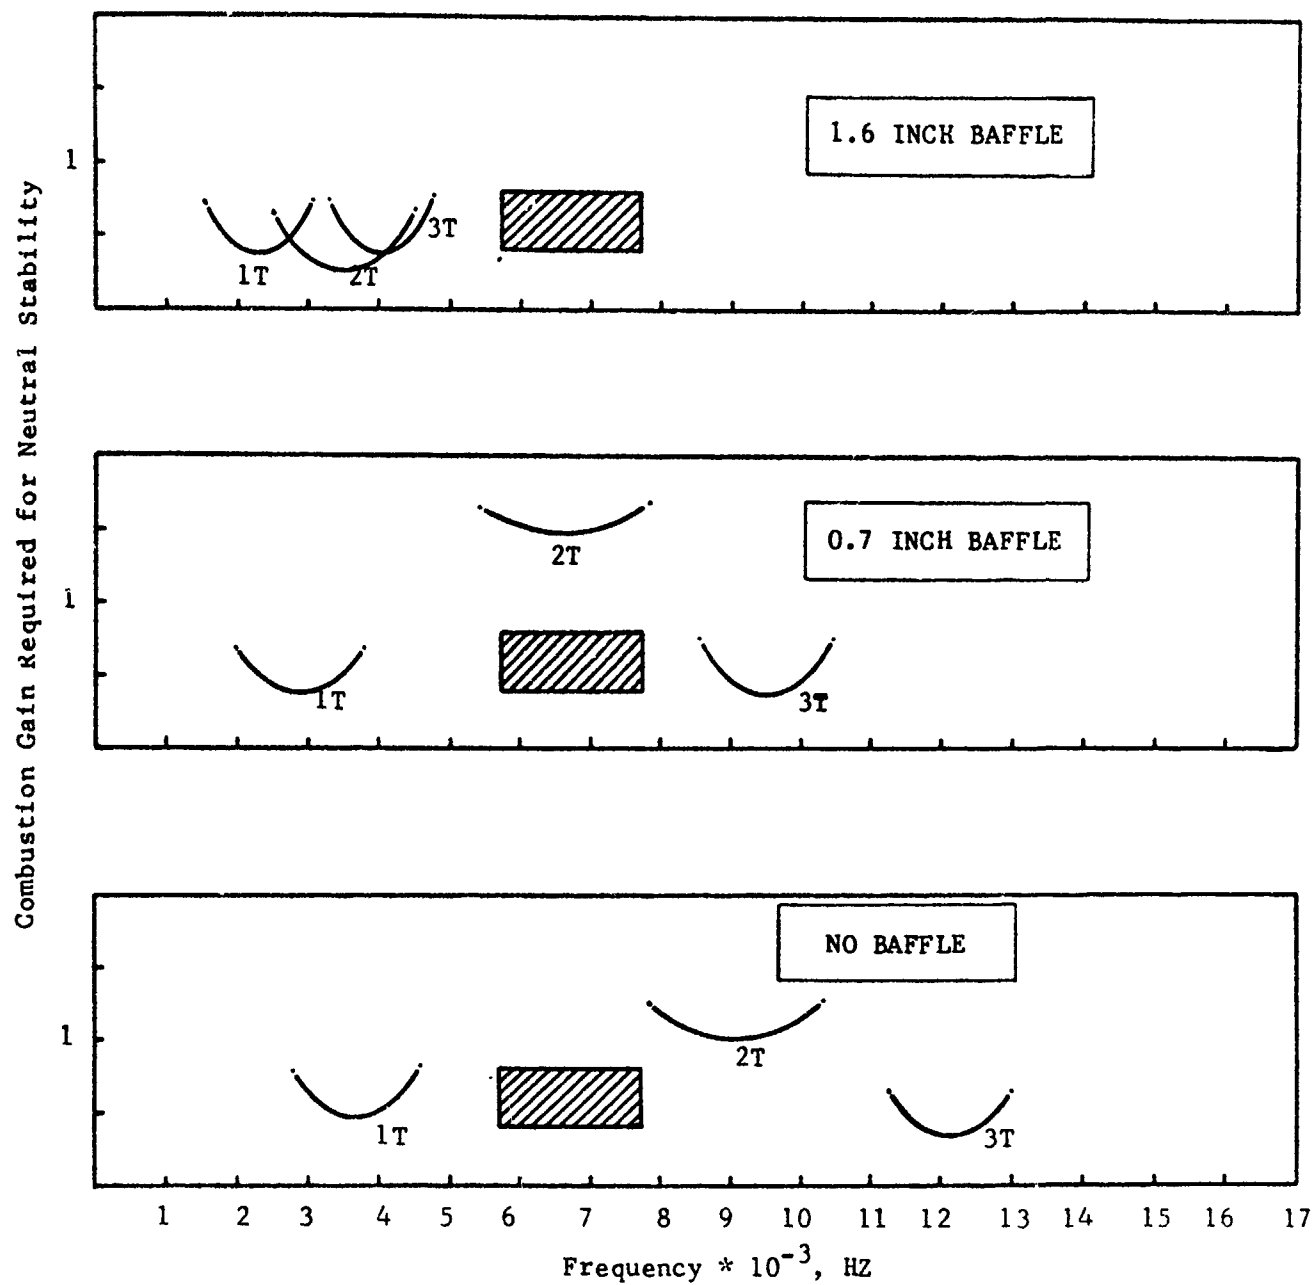 Combustion Gain Required for Neutral Stability
1
1.6 INCH BAFFLE
1T
2T
3T
1
0.7 INCH BAFFLE
2T
1T
3T
1
NO BAFFLE
2T
1T
3T
1 2 3 4 5 6 7 8 9 10 11 12 13 14 15 16 17
Frequency * 10⁻³, HZ